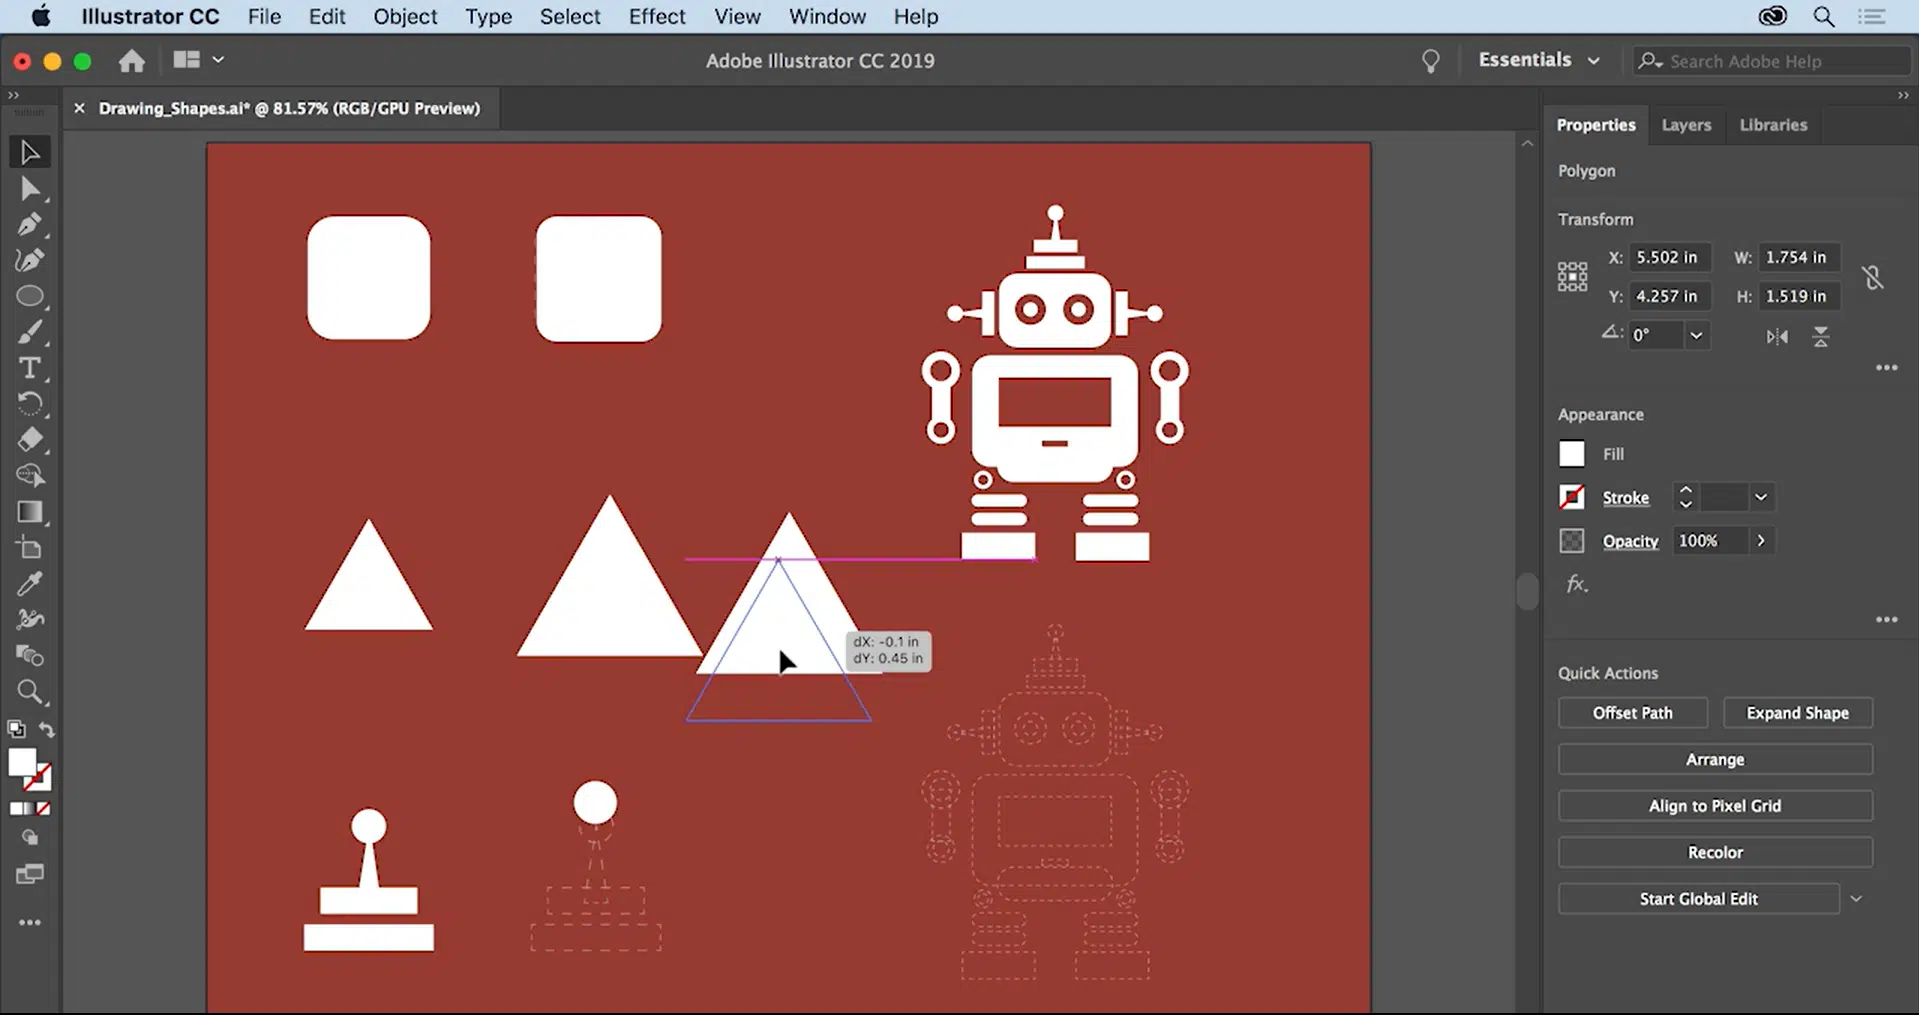 Illustrator CC File Edit Object Type Select Effect View Window Help
Adobe Illustrator CC 2019
Essentials
Search Adobe Help
× Drawing_Shapes.ai* @ 81.57% (RGB/GPU Preview)
Properties Layers Libraries
Polygon
Transform
X: 5.502 in W: 1.754 in
Y: 4.257 in H: 1.519 in
0°
Appearance
Fill
Stroke
Opacity 100%
fx.
dX: -0.1 in
dY: 0.45 in
Quick Actions
Offset Path Expand Shape
Arrange
Align to Pixel Grid
Recolor
Start Global Edit